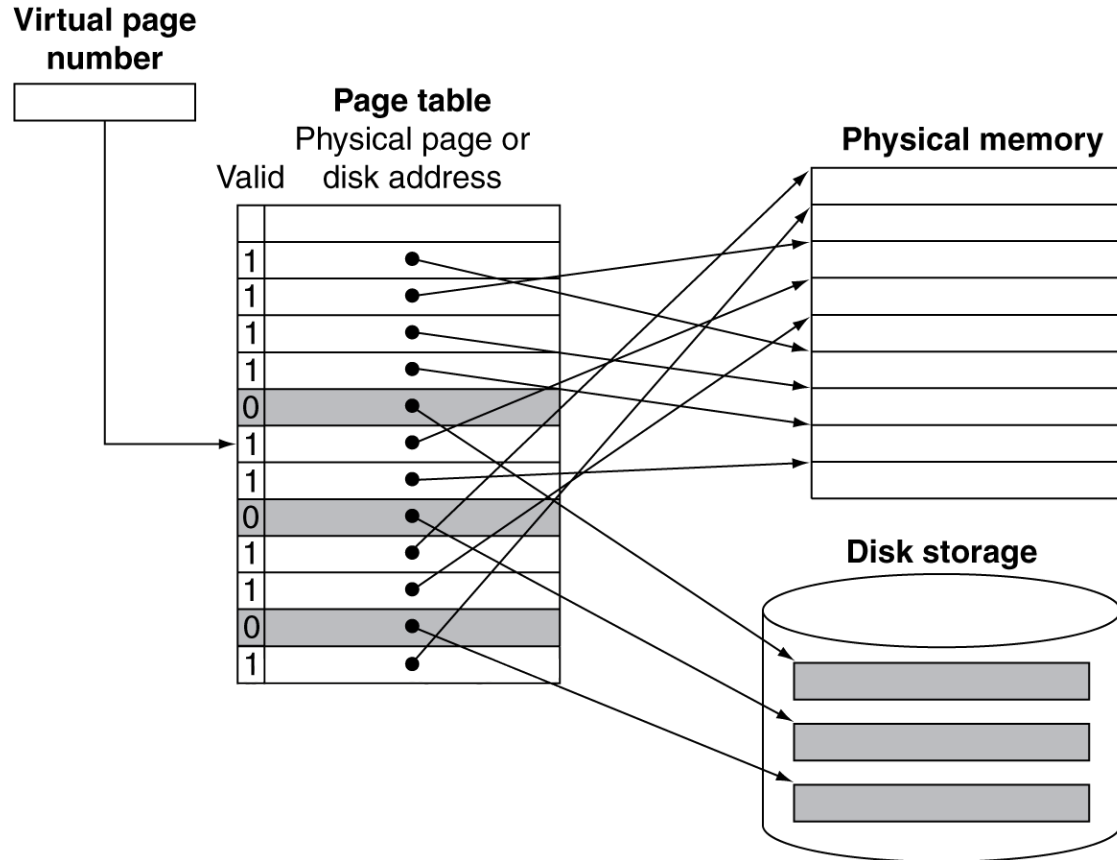 Virtual page
number
Page table
Physical page or
Valid disk address
Physical memory
1
1
1
1
0
1
1
0
1
1
0
1
Disk storage